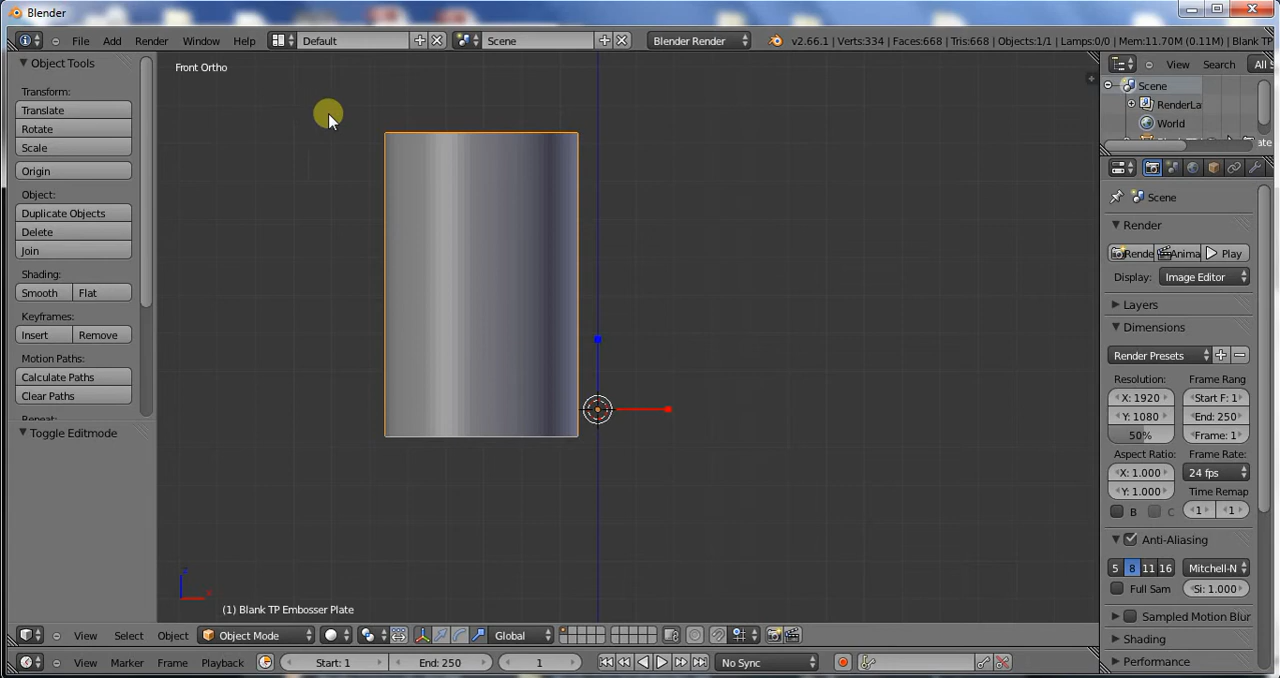 Blender
File Add Render Window Help Default Scene Blender Render v2.66.1 | Verts:334 | Faces:668 | Tris:668 | Objects:1/1 | Lamps:0/0 | Mem:11.70M (0.11M) | Blank TP
Object Tools
Transform:
Translate
Rotate
Scale
Origin
Object:
Duplicate Objects
Delete
Join
Shading:
Smooth Flat
Keyframes:
Insert Remove
Motion Paths:
Calculate Paths
Clear Paths
Repeat:
Toggle Editmode
Front Ortho
(1) Blank TP Embosser Plate
View Select Object Object Mode Global
View Marker Frame Playback Start: 1 End: 250 1 No Sync
View Search All S
Scene
RenderLa
World
Scene
Render
Rende Anima Play
Display: Image Editor
Layers
Dimensions
Render Presets
Resolution: Frame Rang
X: 1920 Start F: 1
Y: 1080 End: 250
50% Frame: 1
Aspect Ratio: Frame Rate:
X: 1.000 24 fps
Y: 1.000 Time Remap
B C 1 1
Anti-Aliasing
5 8 11 16 Mitchell-N
Full Sam Si: 1.000
Sampled Motion Blur
Shading
Performance